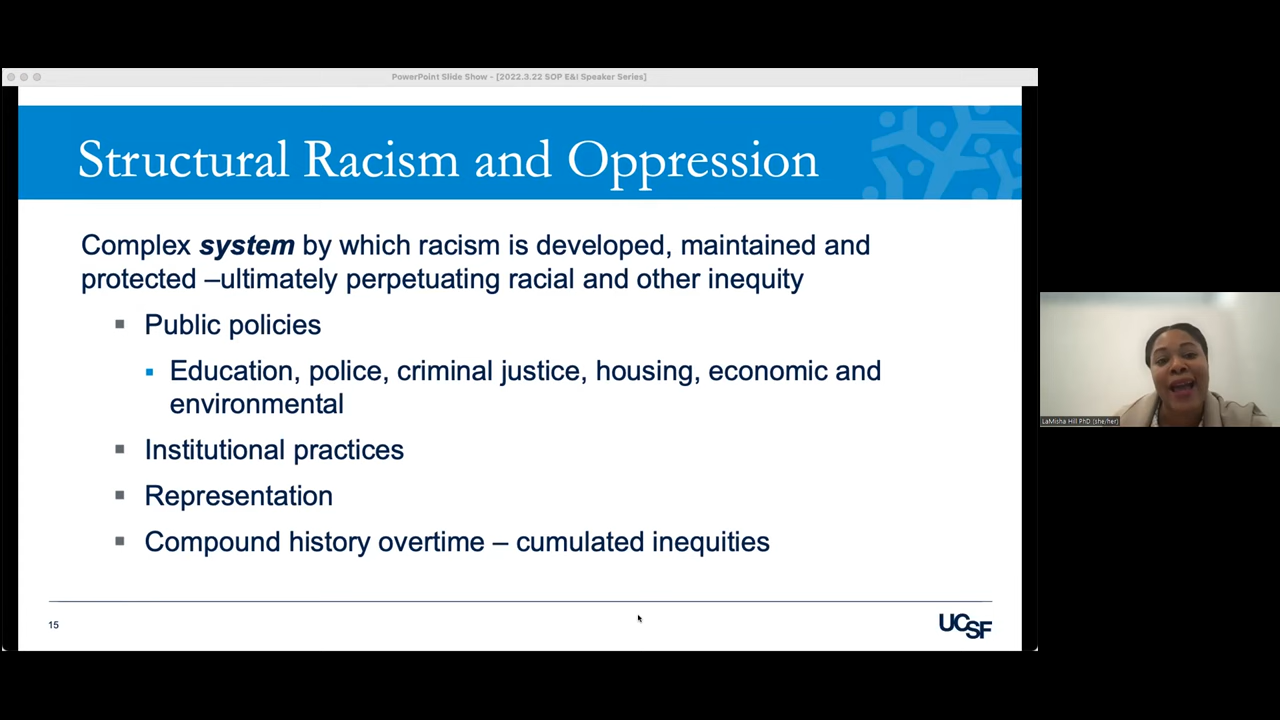 PowerPoint Slide Show - [2022.3.22 SOP E&I Speaker Series]
Structural Racism and Oppression
Complex system by which racism is developed, maintained and
protected –ultimately perpetuating racial and other inequity
Public policies
Education, police, criminal justice, housing, economic and
environmental
Institutional practices
Representation
Compound history overtime – cumulated inequities
15
UCSF
LaMisha Hill PhD (she/her)